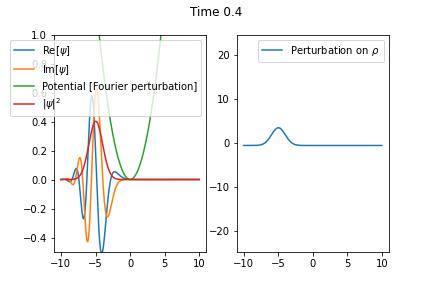 Time 0.4
1.0
0.8
0.6
0.4
0.2
0.0
−0.2
−0.4
Re[ψ]
Im[ψ]
Potential [Fourier perturbation]
|ψ|²
−10 −5 0 5 10
Perturbation on ρ
20
10
0
−10
−20
−10 −5 0 5 10